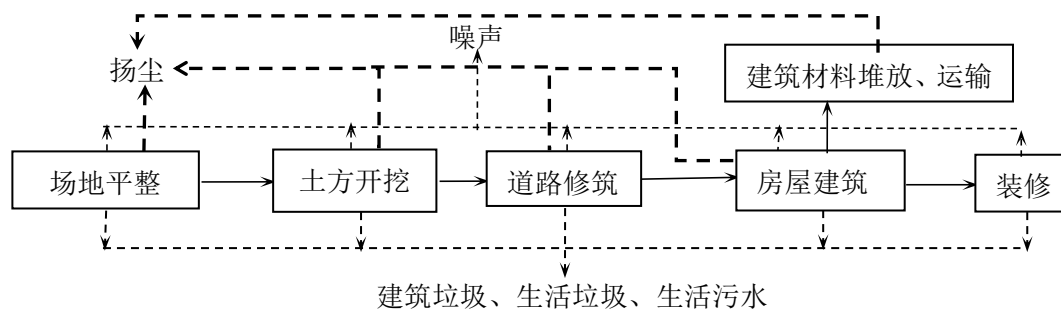 噪声
扬尘
建筑材料堆放、运输
场地平整
土方开挖
道路修筑
房屋建筑
装修
建筑垃圾、生活垃圾、生活污水